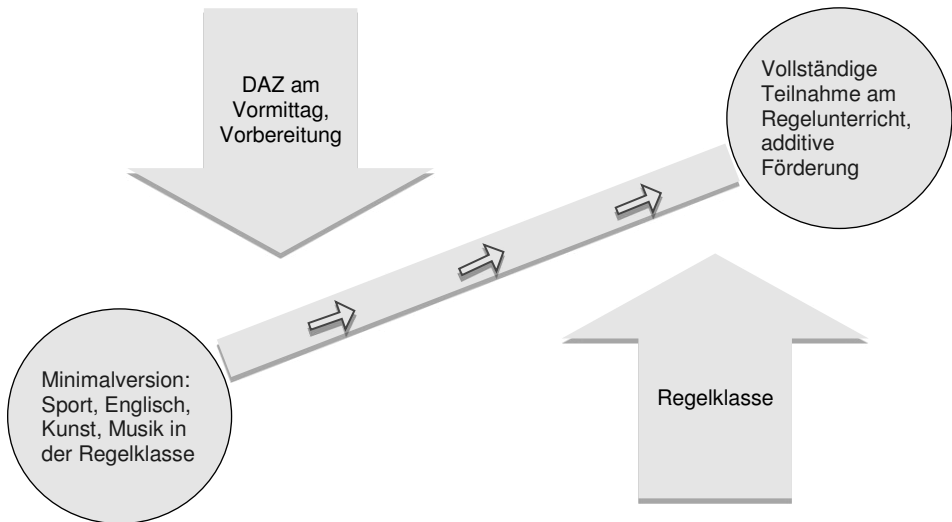 DAZ am
Vormittag,
Vorbereitung
Vollständige
Teilnahme am
Regelunterricht,
additive
Förderung
Minimalversion:
Sport, Englisch,
Kunst, Musik in
der Regelklasse
Regelklasse